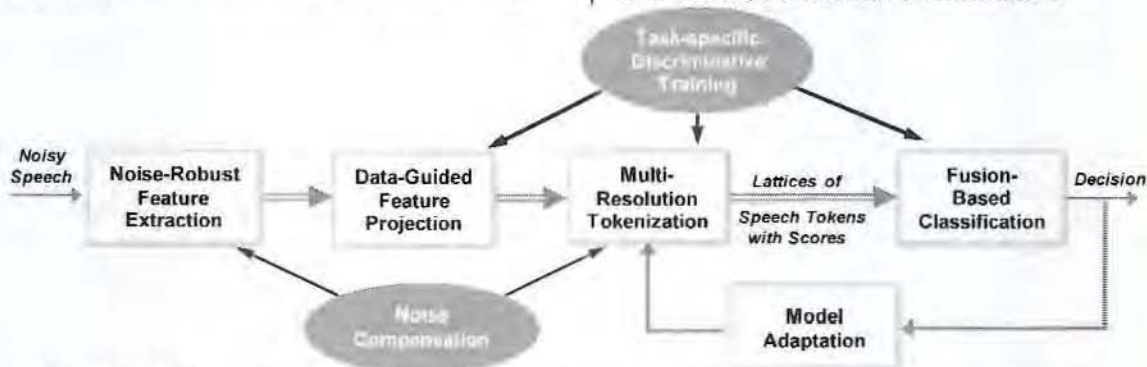 Task-specific
Discriminative
Training
Noisy
Speech
Noise-Robust
Feature
Extraction
Data-Guided
Feature
Projection
Multi-
Resolution
Tokenization
Lattices of
Speech Tokens
with Scores
Fusion-
Based
Classification
Decision
Noise
Compensation
Model
Adaptation